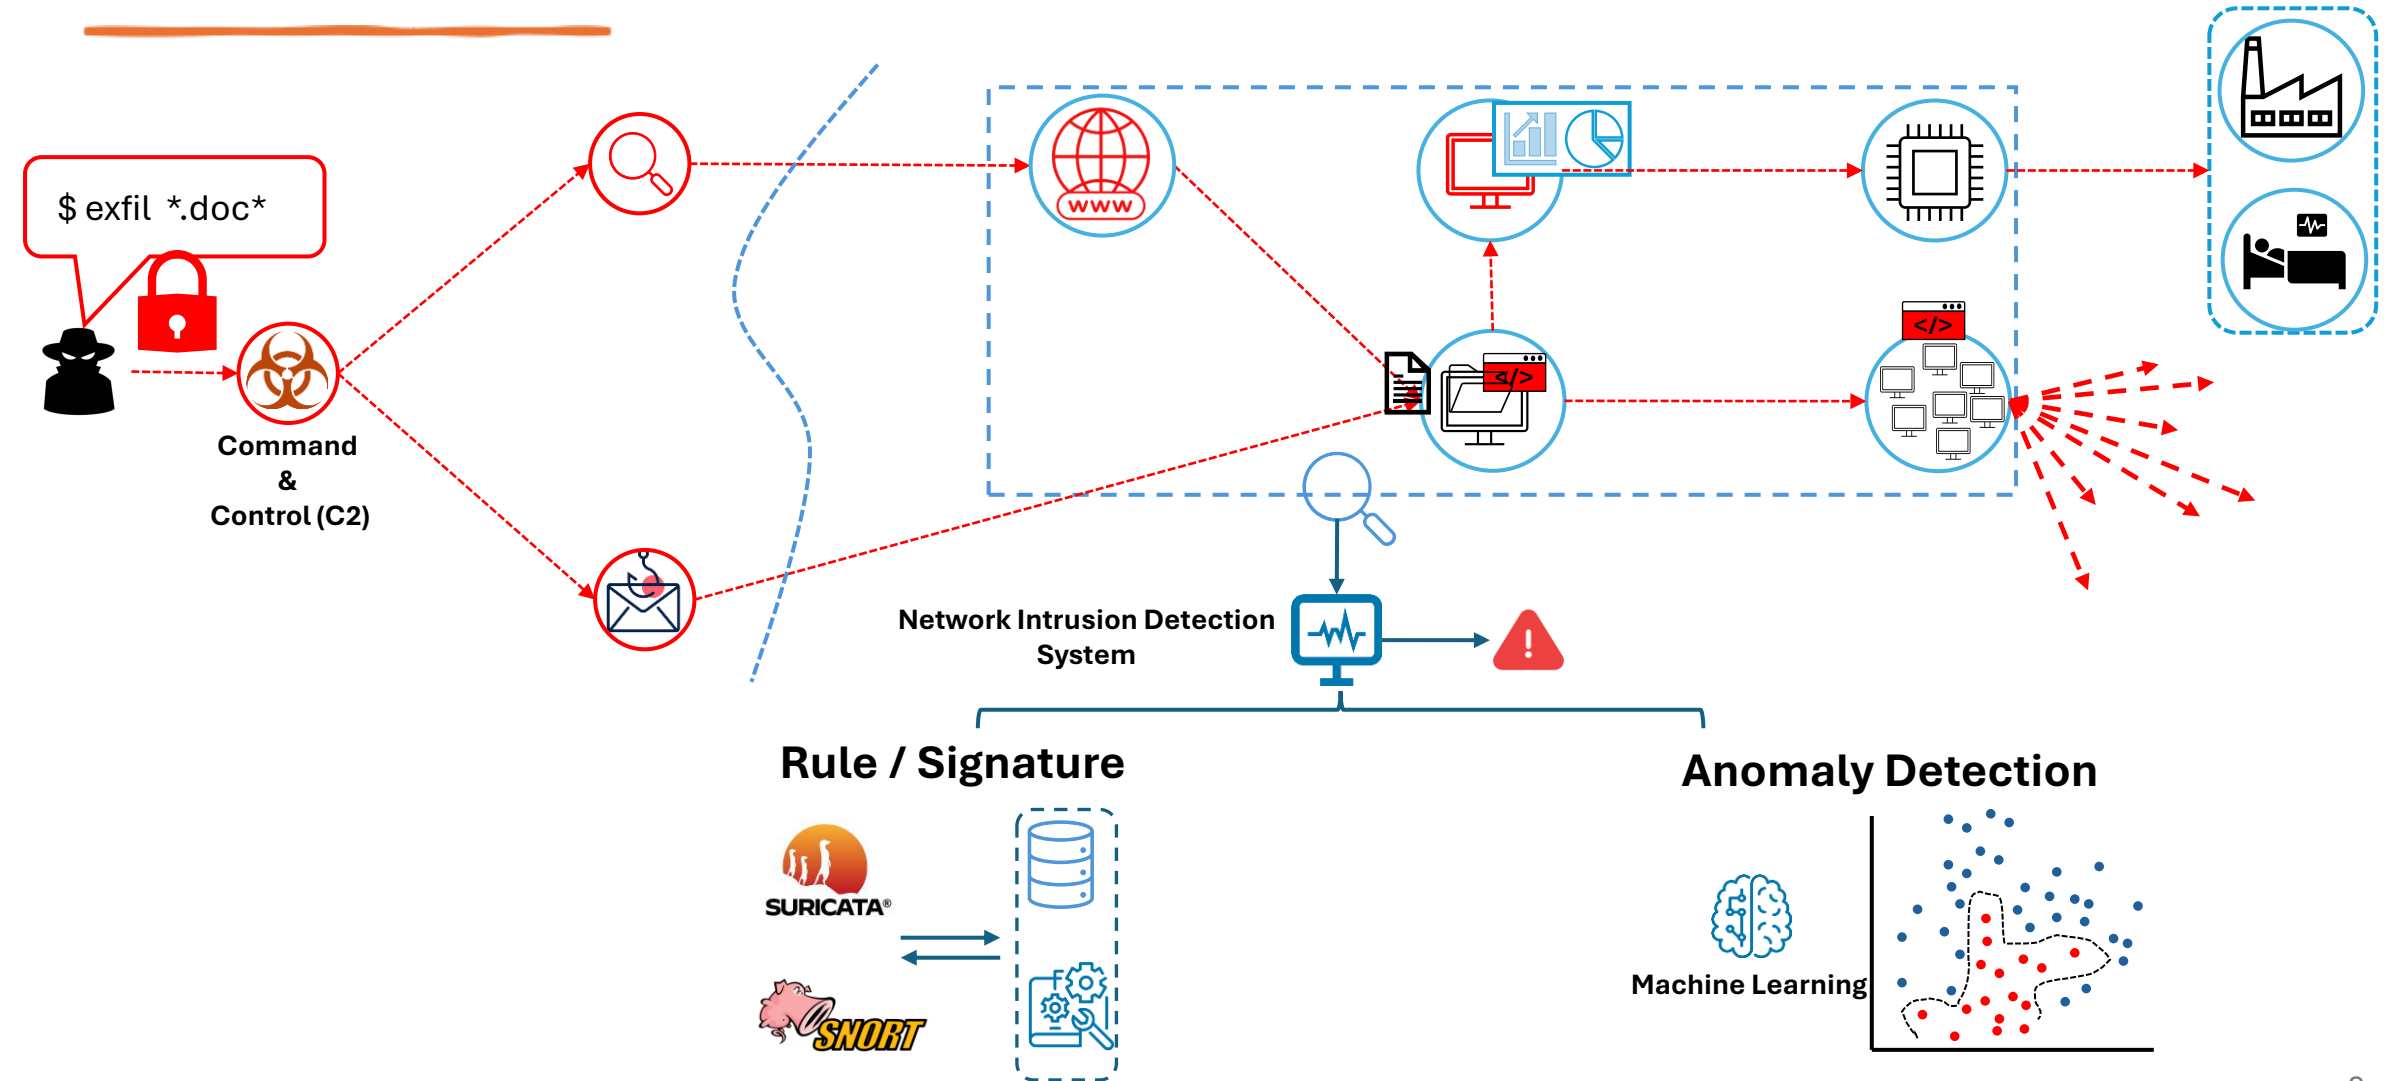 $ exfil *.doc*
WWW
</>
</>
Command
&
Control (C2)
Network Intrusion Detection
System
!
Rule / Signature
Anomaly Detection
SURICATA®
Machine Learning
SNORT